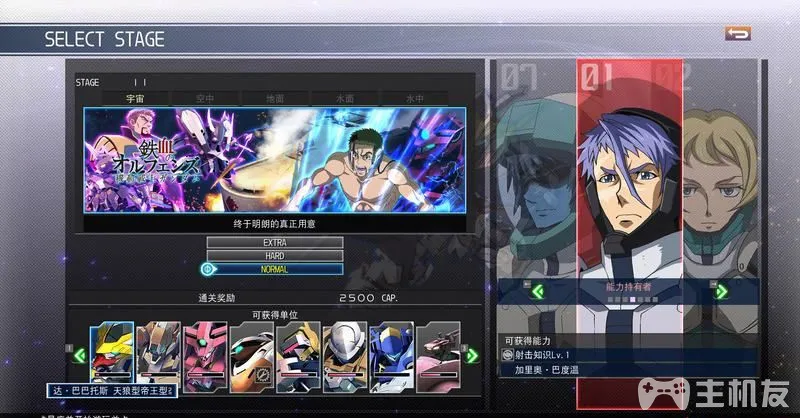 SELECT STAGE
STAGE
宇宙 空中 地面 水面 水中
鉄血の
オルフェンズ
终于明朗的真正用意
EXTRA
HARD
NORMAL
通关奖励 2500 CAP.
可获得单位
达·巴巴托斯 天狼型帝王型2
07 01 02
能力持有者
可获得能力
射击知识Lv.1
加里奥·巴度温
主机友